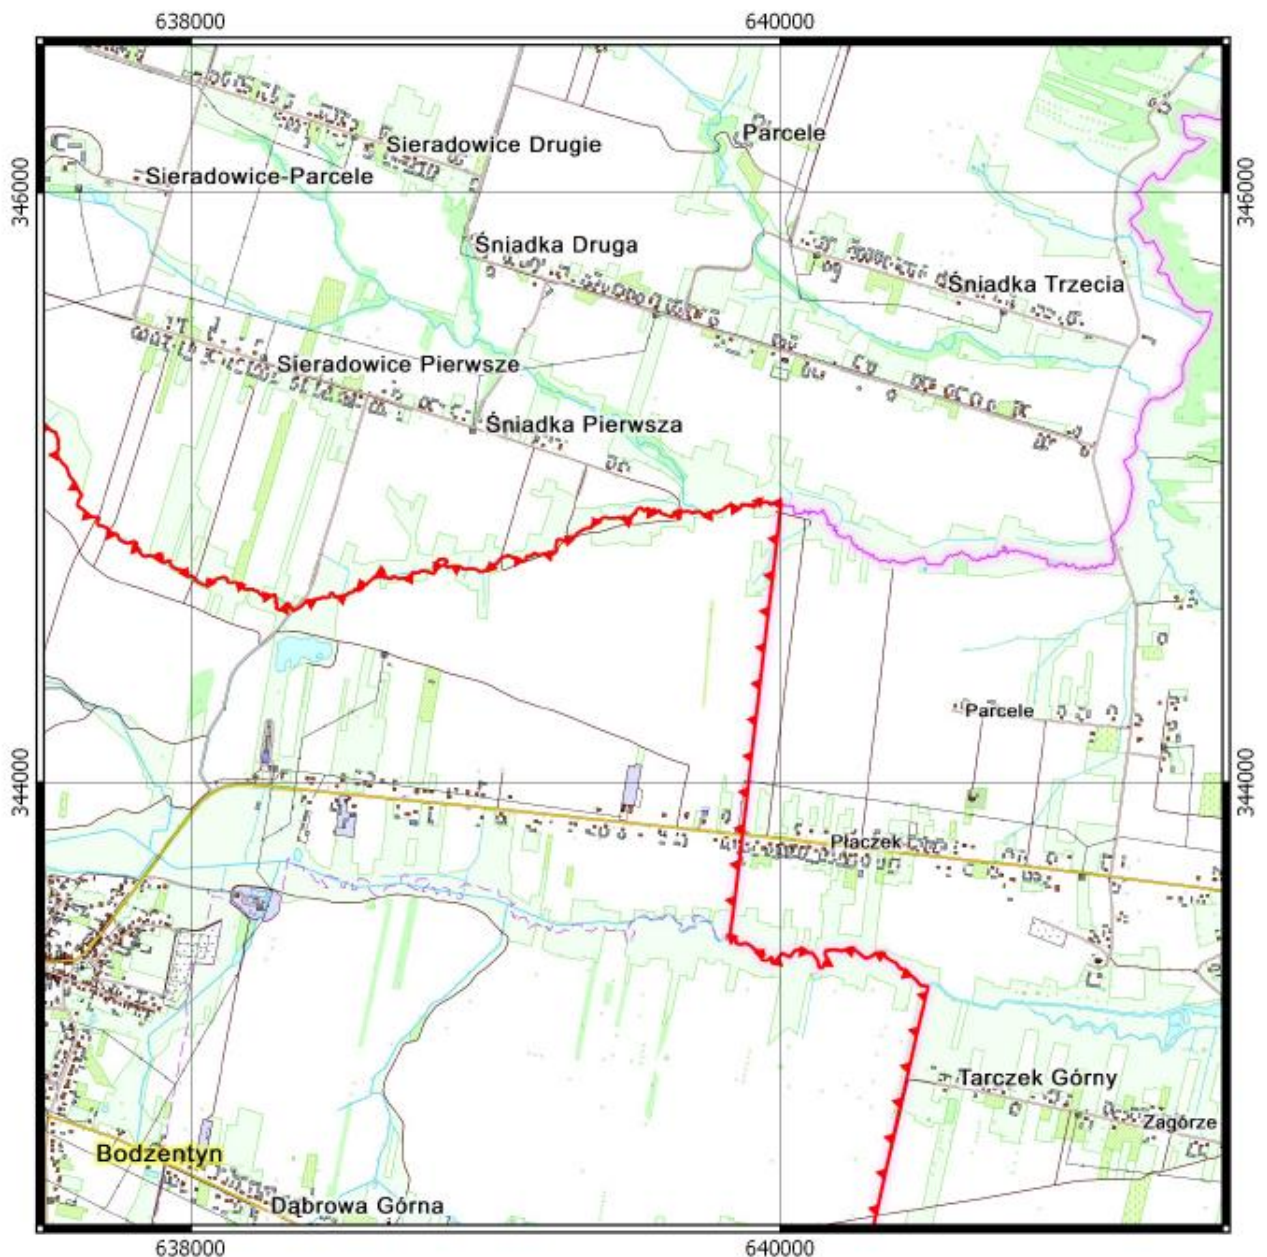 638000 640000
Parcele
Sieradowice Drugie
Sieradowice-Parcele
346000 346000
Śniadka Druga
Śniadka Trzecia
Sieradowice Pierwsze
Śniadka Pierwsza
Parcele
344000 344000
Płaczek
Tarczek Górny
Zagórze
Bodzentyn
Dąbrowa Górna
638000 640000